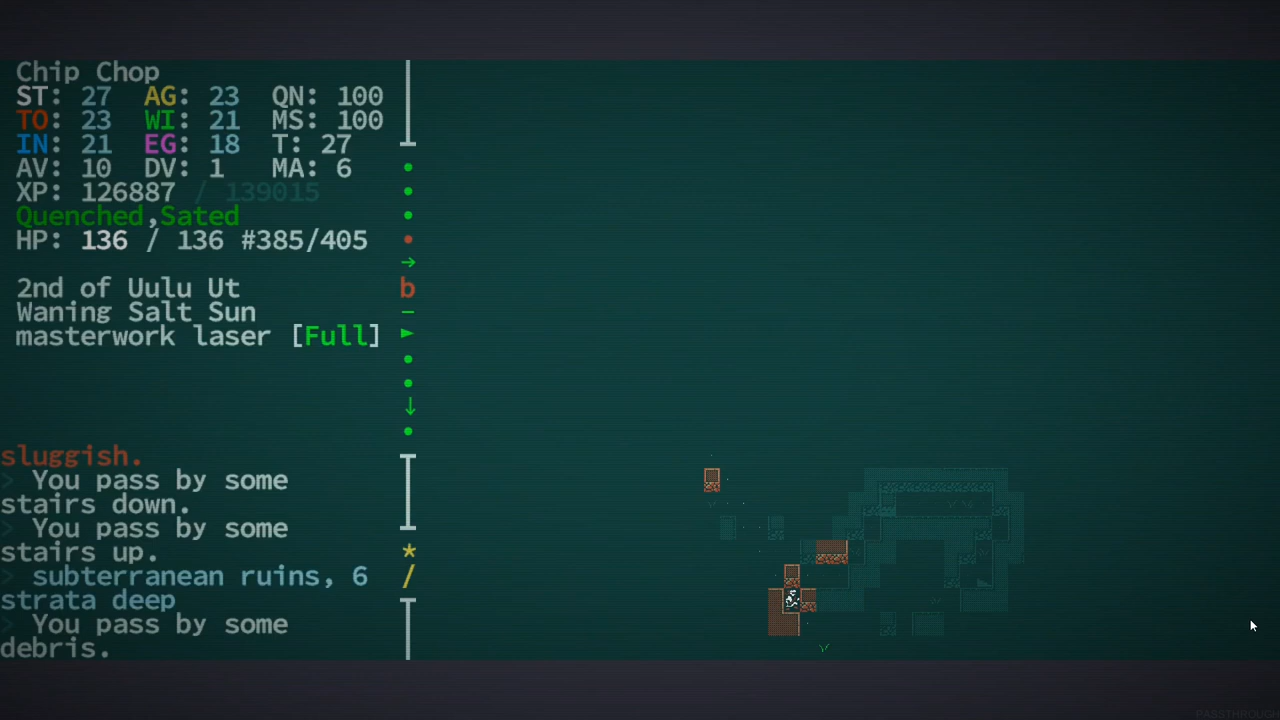 Chip Chop
ST: 27 AG: 23 QN: 100
TO: 23 WI: 21 MS: 100
IN: 21 EG: 18 T: 27
AV: 10 DV: 1 MA: 6
XP: 126887 / 139015
Quenched,Sated
HP: 136 / 136 #385/405
b
2nd of Uulu Ut
Waning Salt Sun
masterwork laser [Full]
sluggish.
> You pass by some
stairs down.
> You pass by some
stairs up.
> subterranean ruins, 6
strata deep
> You pass by some
debris.